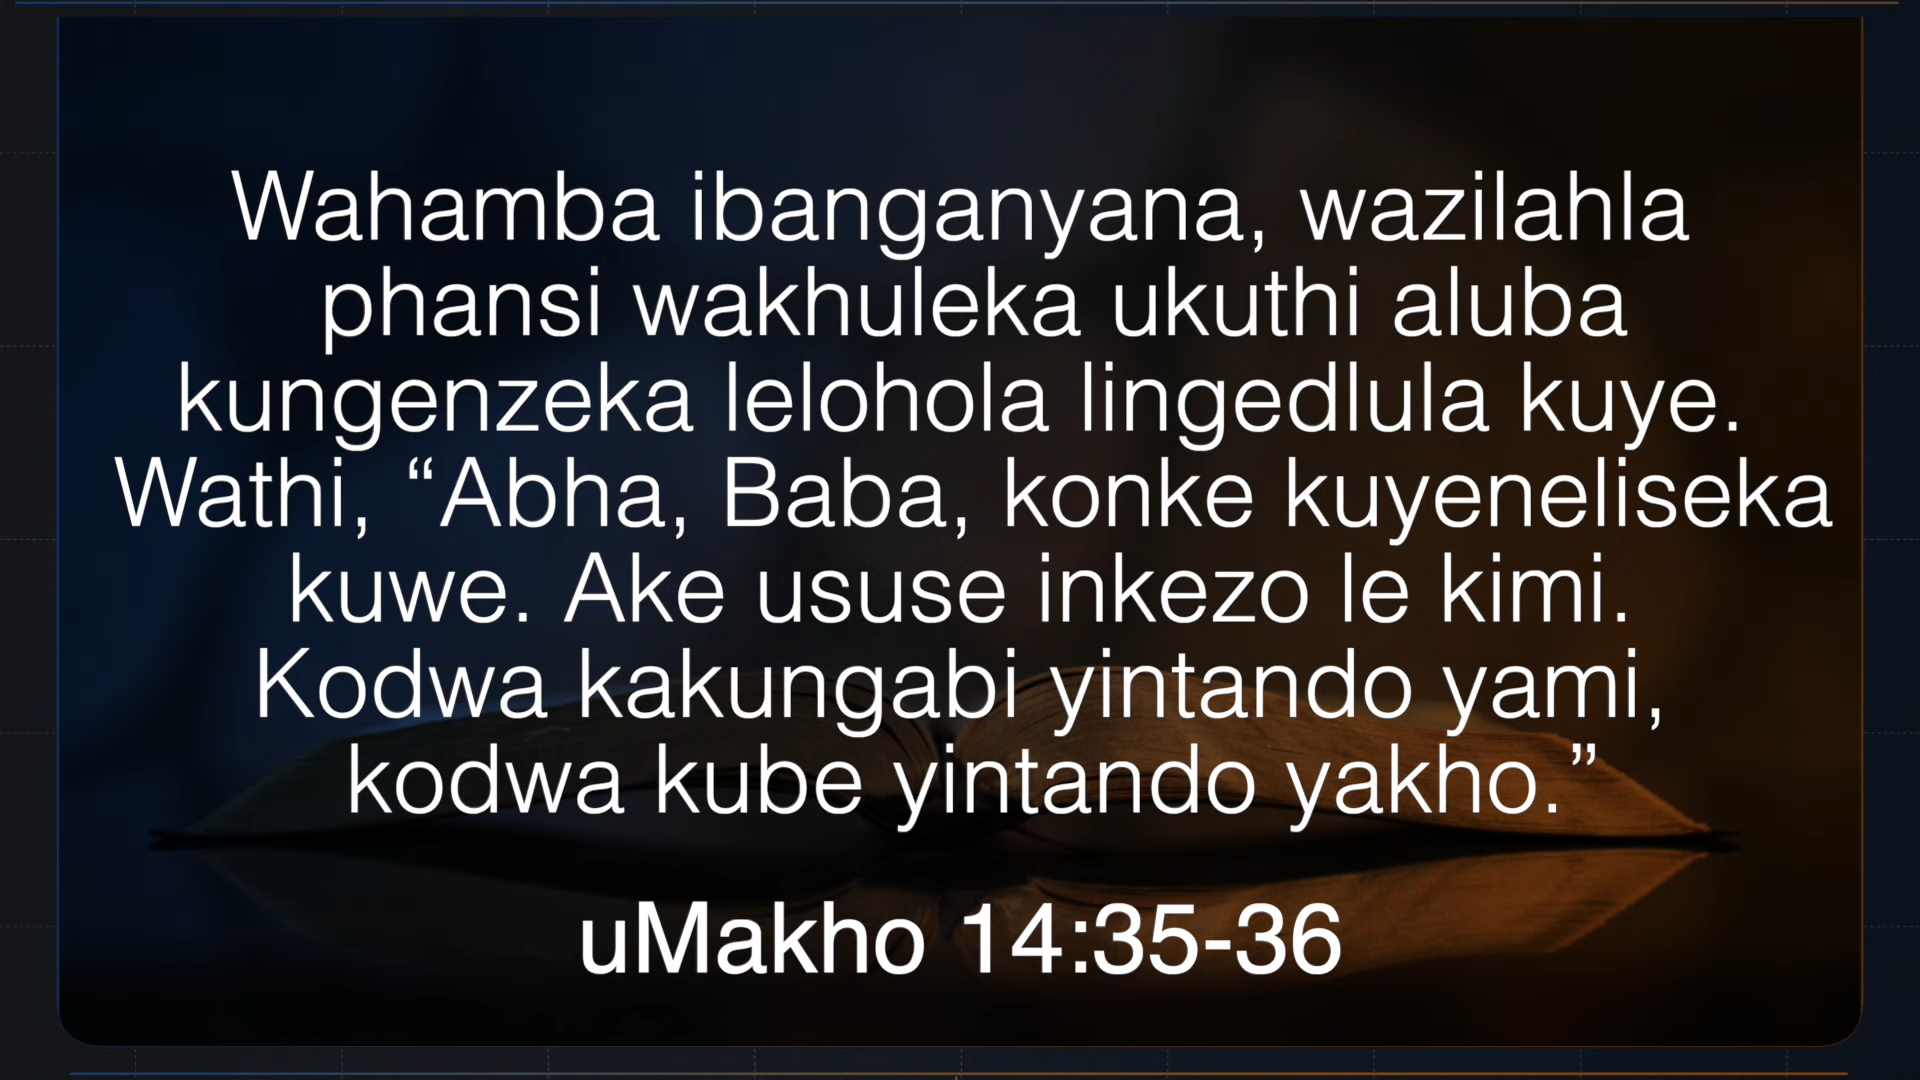 Wahamba ibanganyana, wazilahla
phansi wakhuleka ukuthi aluba
kungenzeka lelohola lingedlula kuye.
Wathi, “Abha, Baba, konke kuyeneliseka
kuwe. Ake ususe inkezo le kimi.
Kodwa kakungabi yintando yami,
kodwa kube yintando yakho.”
uMakho 14:35-36